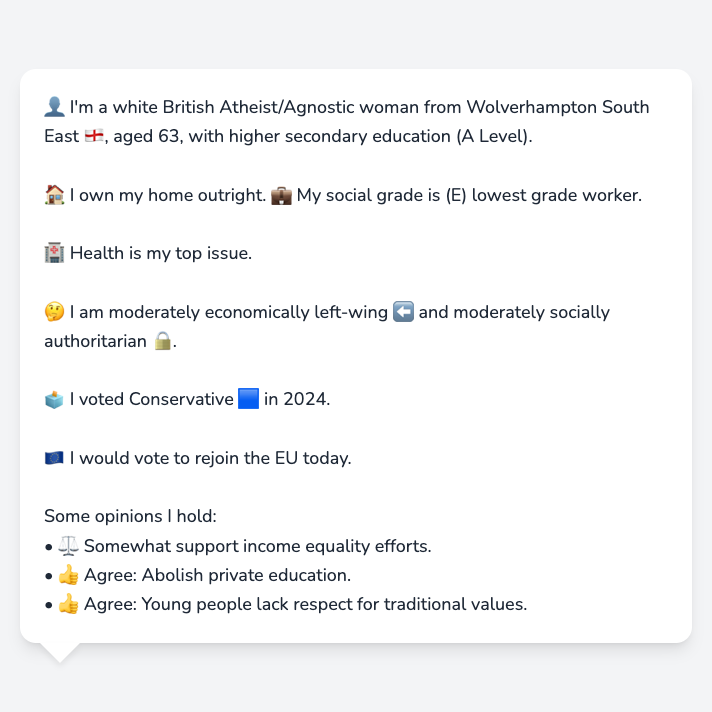 👤 I'm a white British Atheist/Agnostic woman from Wolverhampton South
East 🏴󠁧󠁢󠁥󠁮󠁧󠁿, aged 63, with higher secondary education (A Level).
🏠 I own my home outright. 💼 My social grade is (E) lowest grade worker.
🏥 Health is my top issue.
🤔 I am moderately economically left-wing ⬅️ and moderately socially
authoritarian 🔒.
🗳️ I voted Conservative 🟦 in 2024.
🇪🇺 I would vote to rejoin the EU today.
Some opinions I hold:
• ⚖️ Somewhat support income equality efforts.
• 👍 Agree: Abolish private education.
• 👍 Agree: Young people lack respect for traditional values.